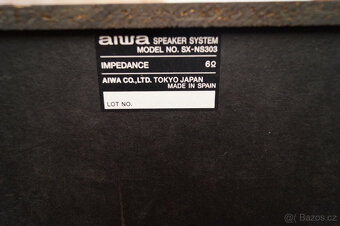 aiwa SPEAKER SYSTEM
MODEL NO. SX-NS303
IMPEDANCE 6Ω
AIWA CO., LTD. TOKYO JAPAN
MADE IN SPAIN
LOT NO.
Bazos.cz